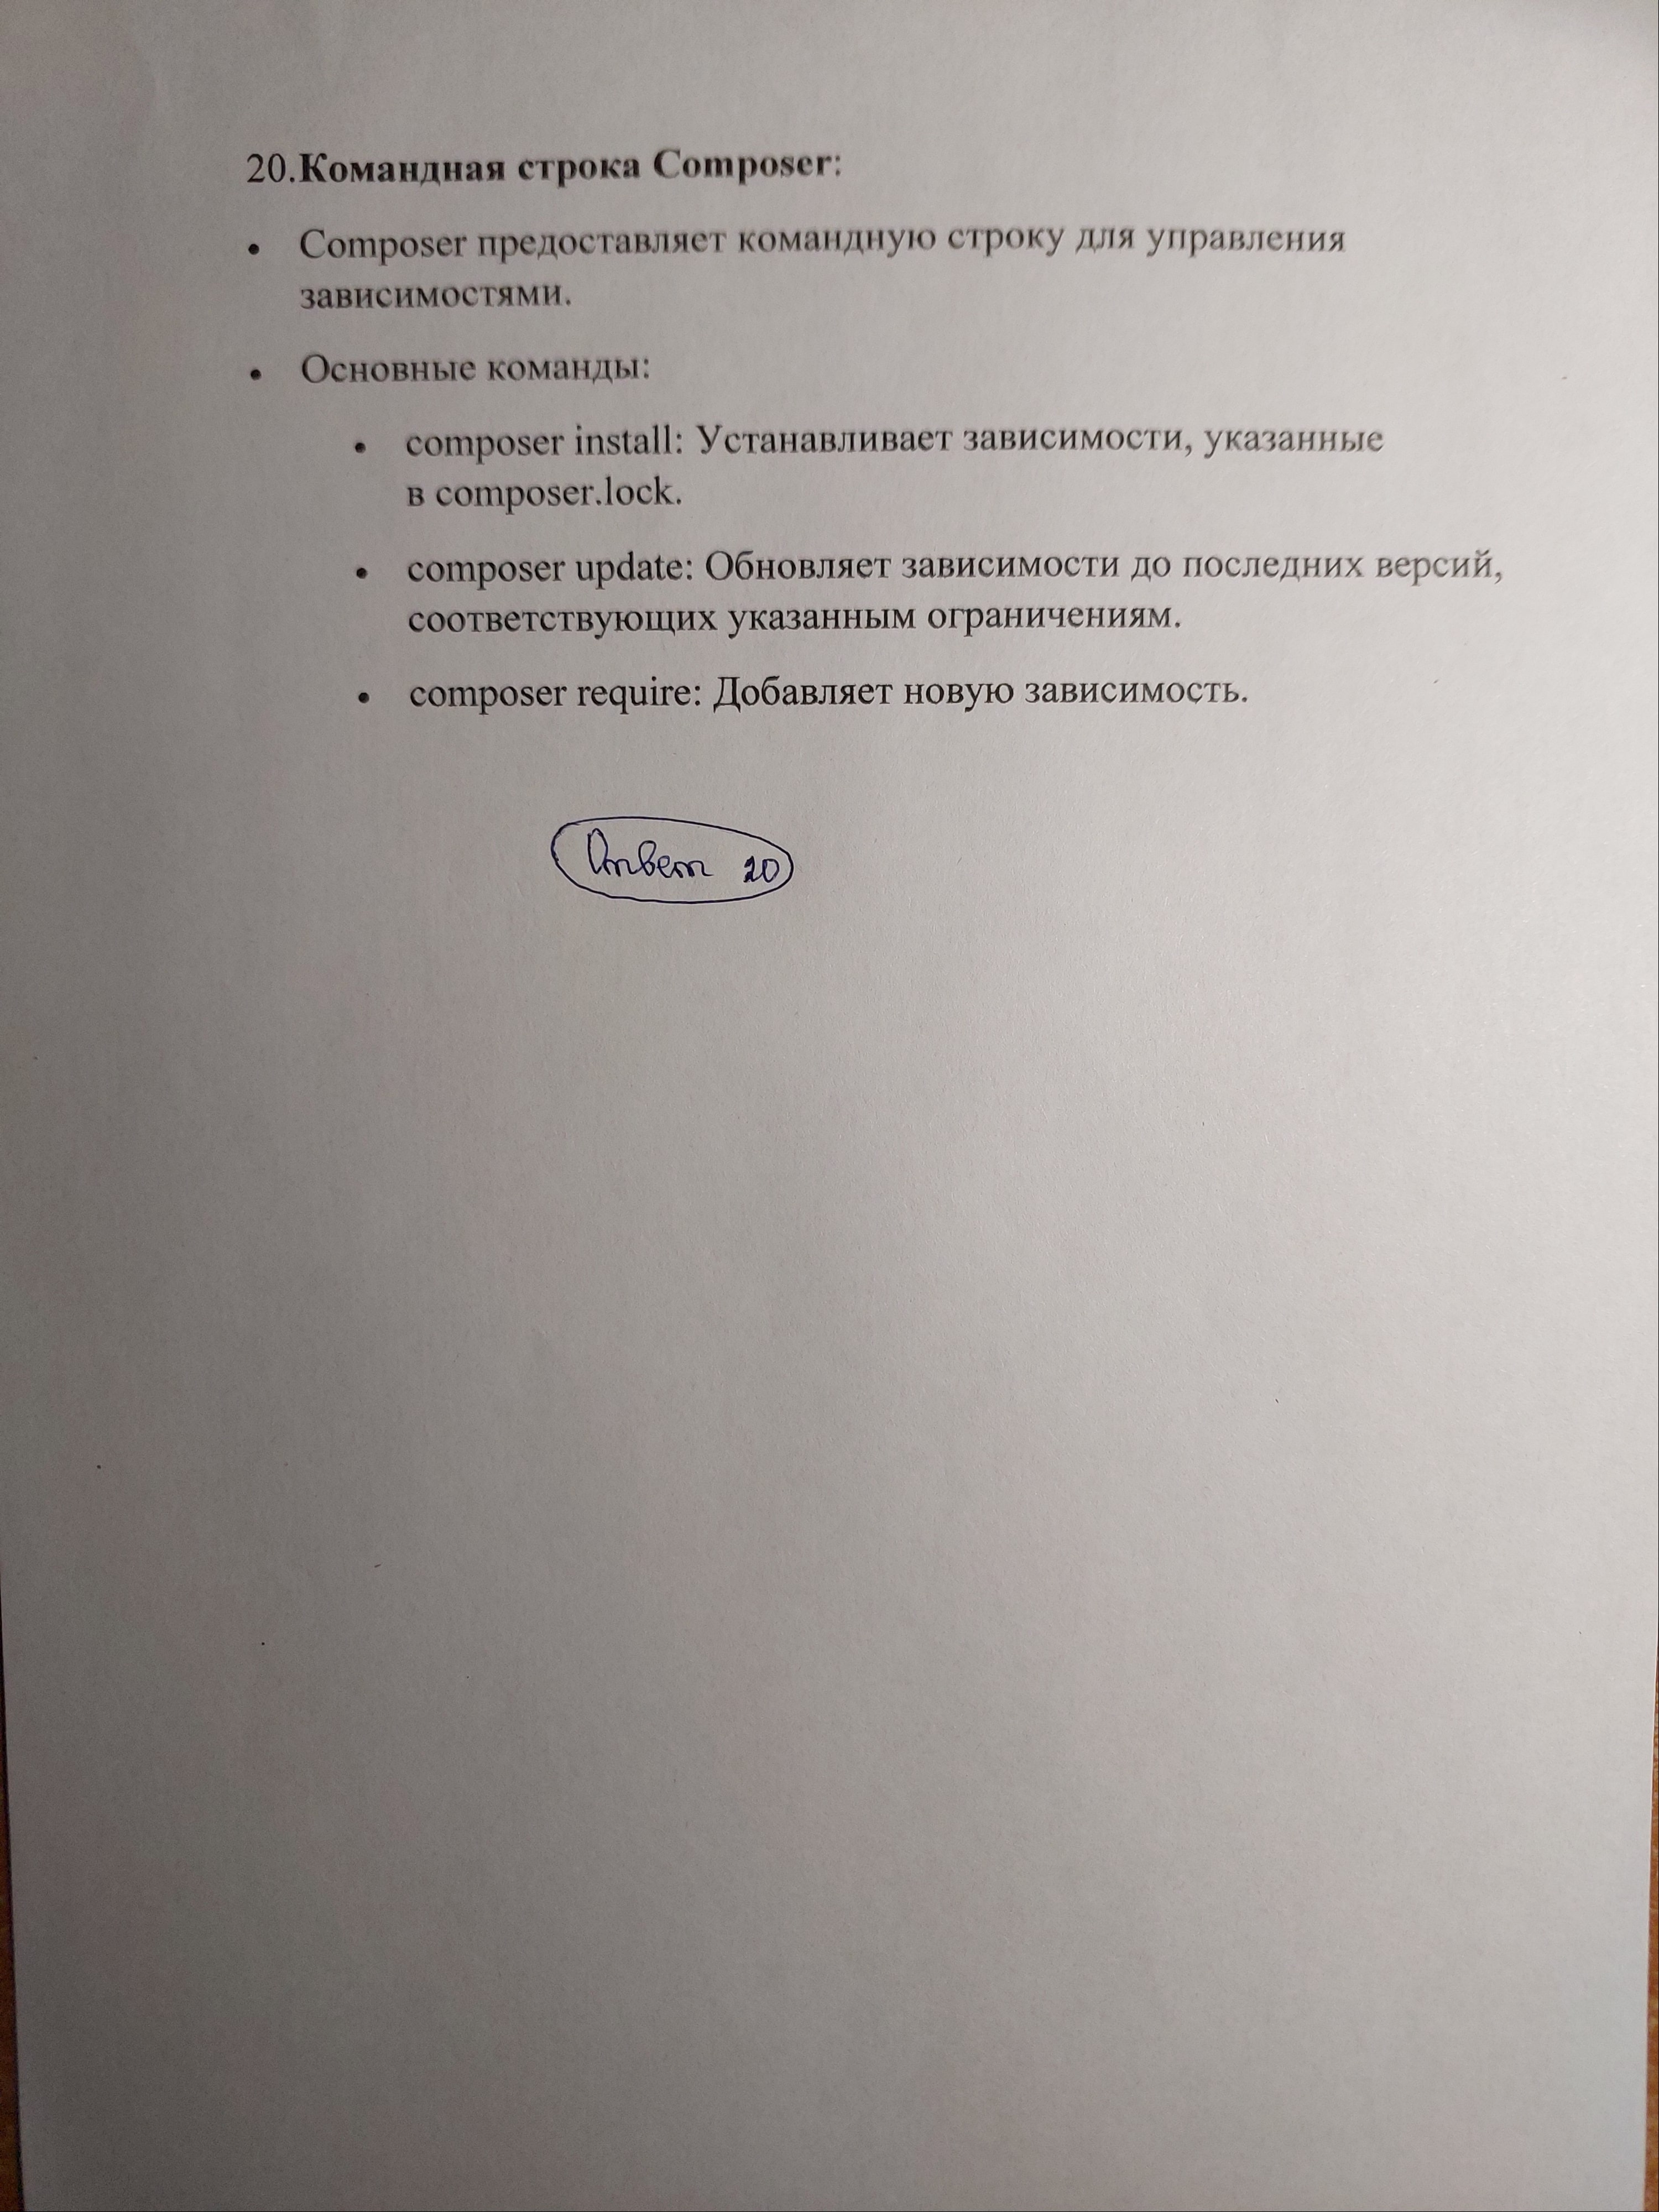 20.Командная строка Composer:
• Composer предоставляет командную строку для управления
зависимостями.
• Основные команды:
• composer install: Устанавливает зависимости, указанные
в composer.lock.
• composer update: Обновляет зависимости до последних версий,
соответствующих указанным ограничениям.
• composer require: Добавляет новую зависимость.
Ответ 20